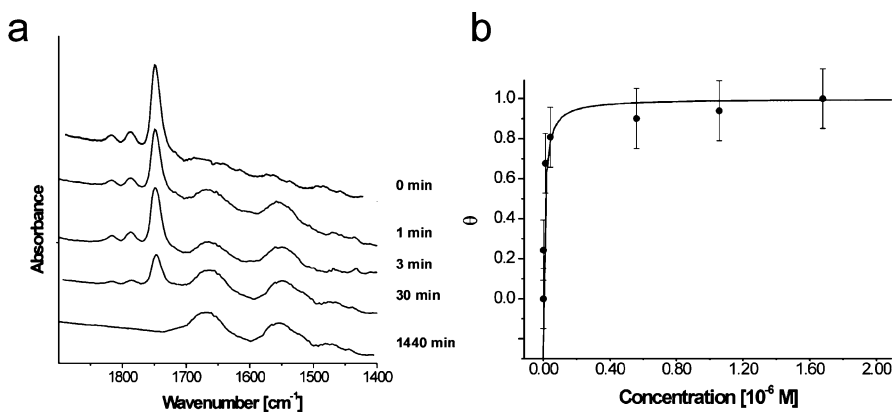 a
Absorbance
0 min
1 min
3 min
30 min
1440 min
1800 1700 1600 1500 1400
Wavenumber [cm⁻¹]
b
θ
1.0
0.8
0.6
0.4
0.2
0.0
0.00 0.40 0.80 1.20 1.60 2.00
Concentration [10⁻⁶ M]